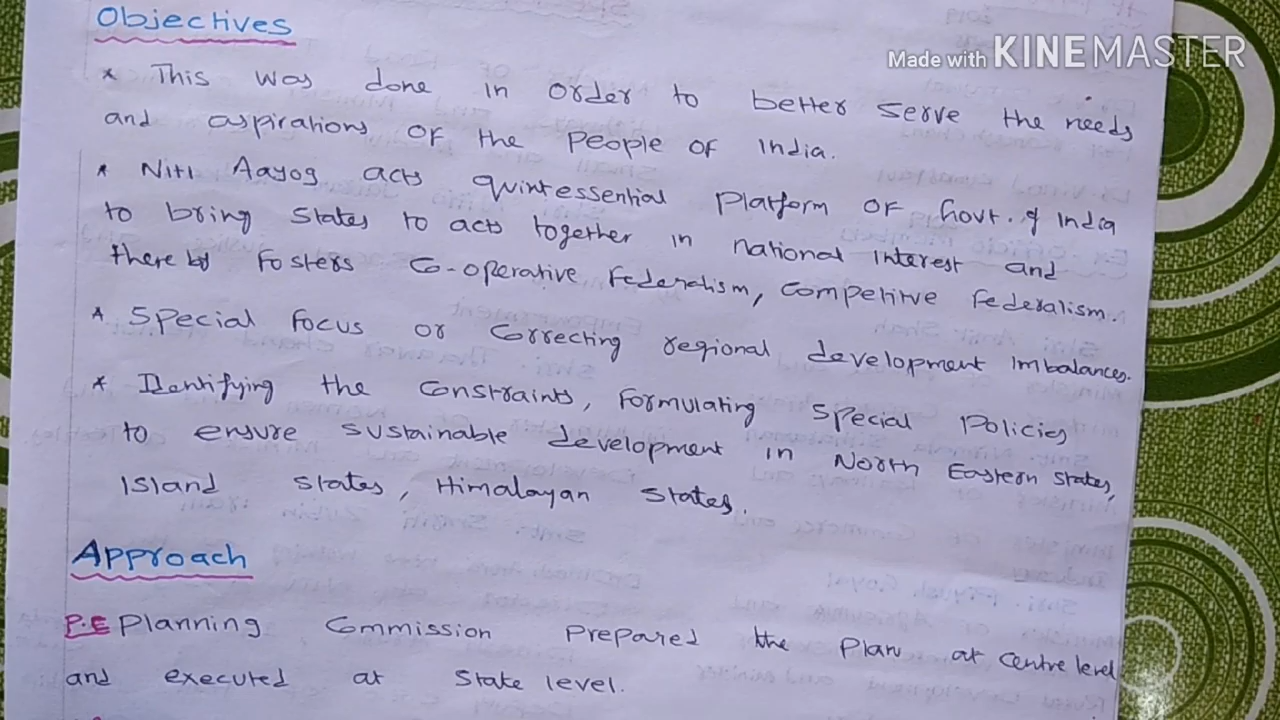 Objectives
Made with KINEMASTER
* This was done in order to better serve the needs
and aspirations of the people of India.
* Niti Aayog acts quintessential platform of Govt. of India
to bring states to acts together in national interest and
there by Fosters Co-operative Federalism, Competitive Federalism.
* Special Focus or Correcting regional development imbalances.
* Identifying the Constraints, Formulating special Policies
to ensure sustainable development in North Eastern states,
Island states, Himalayan states.
Approach
P.E Planning Commission prepared the Plan at centre level
and executed at state level.